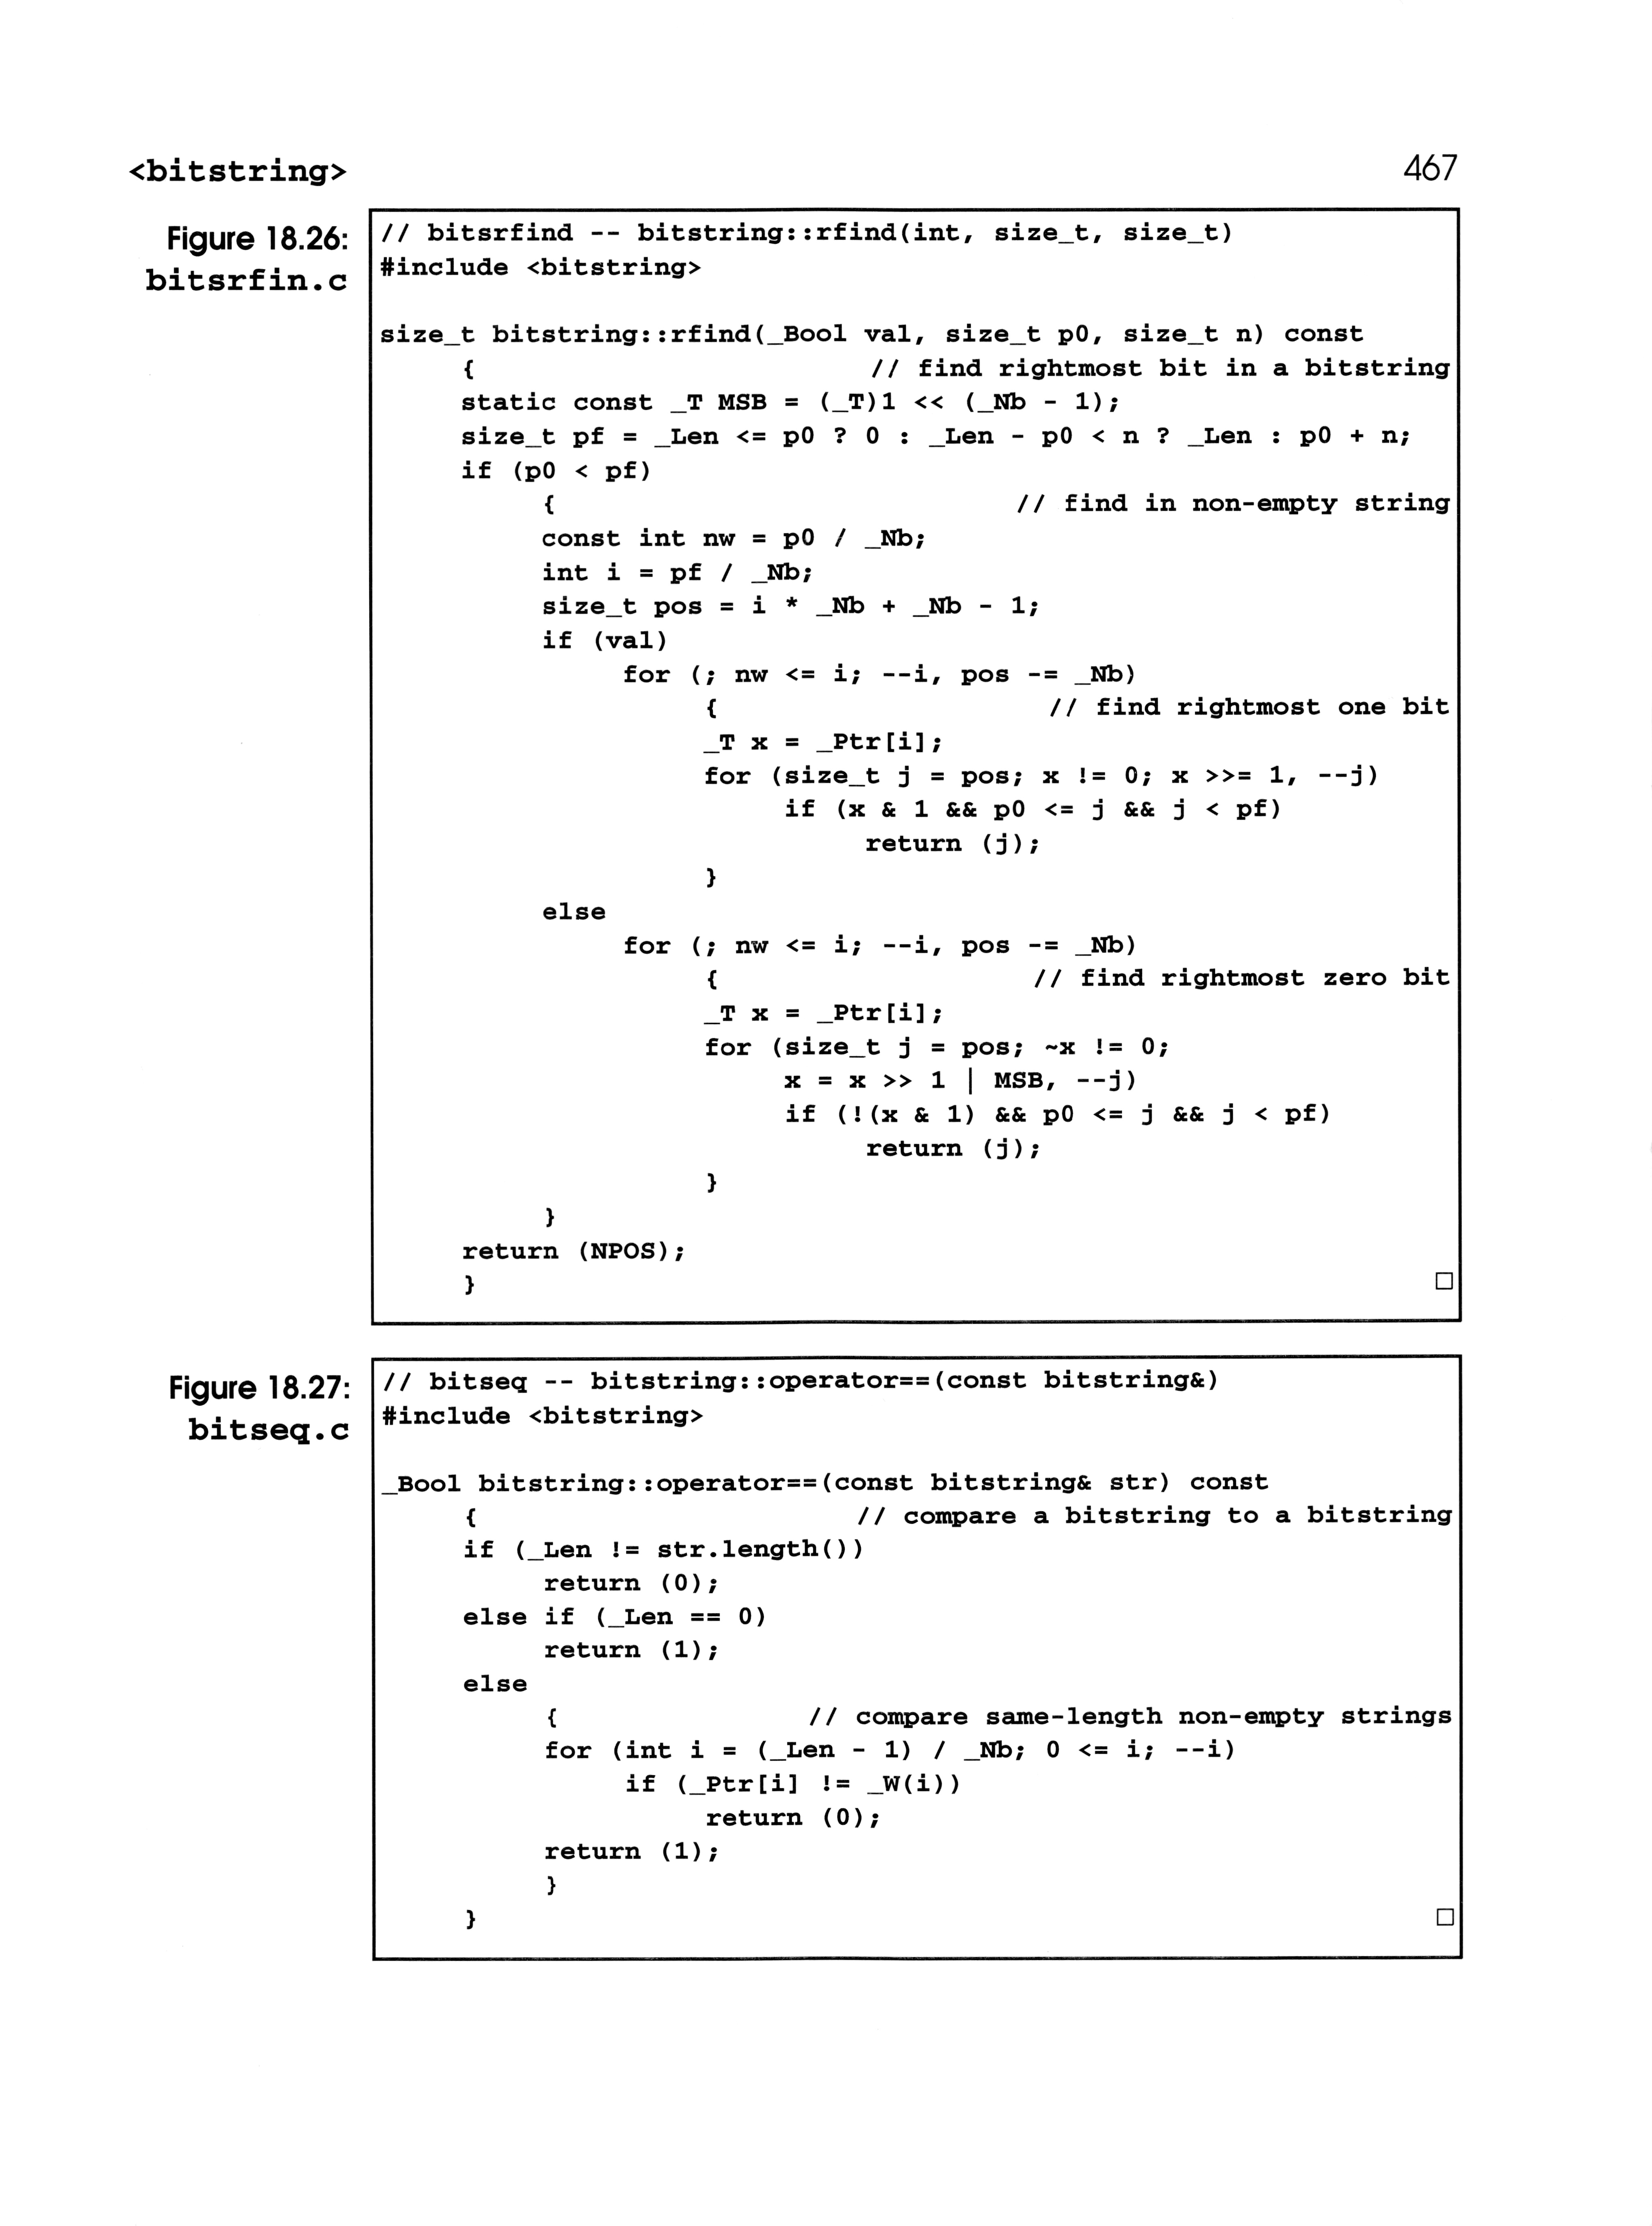 <bitstring>
467
Figure 18.26:
bitsrfin.c
// bitsrfind -- bitstring::rfind(int, size_t, size_t)
#include <bitstring>
size_t bitstring::rfind(_Bool val, size_t p0, size_t n) const
{ // find rightmost bit in a bitstring
static const _T MSB = (_T)1 << (_Nb - 1);
size_t pf = _Len <= p0 ? 0 : _Len - p0 < n ? _Len : p0 + n;
if (p0 < pf)
{ // find in non-empty string
const int nw = p0 / _Nb;
int i = pf / _Nb;
size_t pos = i * _Nb + _Nb - 1;
if (val)
for (; nw <= i; --i, pos -= _Nb)
{ // find rightmost one bit
_T x = _Ptr[i];
for (size_t j = pos; x != 0; x >>= 1, --j)
if (x & 1 && p0 <= j && j < pf)
return (j);
}
else
for (; nw <= i; --i, pos -= _Nb)
{ // find rightmost zero bit
_T x = _Ptr[i];
for (size_t j = pos; ~x != 0;
x = x >> 1 | MSB, --j)
if (!(x & 1) && p0 <= j && j < pf)
return (j);
}
}
return (NPOS);
} □
Figure 18.27:
bitseq.c
// bitseq -- bitstring::operator==(const bitstring&)
#include <bitstring>
_Bool bitstring::operator==(const bitstring& str) const
{ // compare a bitstring to a bitstring
if (_Len != str.length())
return (0);
else if (_Len == 0)
return (1);
else
{ // compare same-length non-empty strings
for (int i = (_Len - 1) / _Nb; 0 <= i; --i)
if (_Ptr[i] != _W(i))
return (0);
return (1);
}
} □